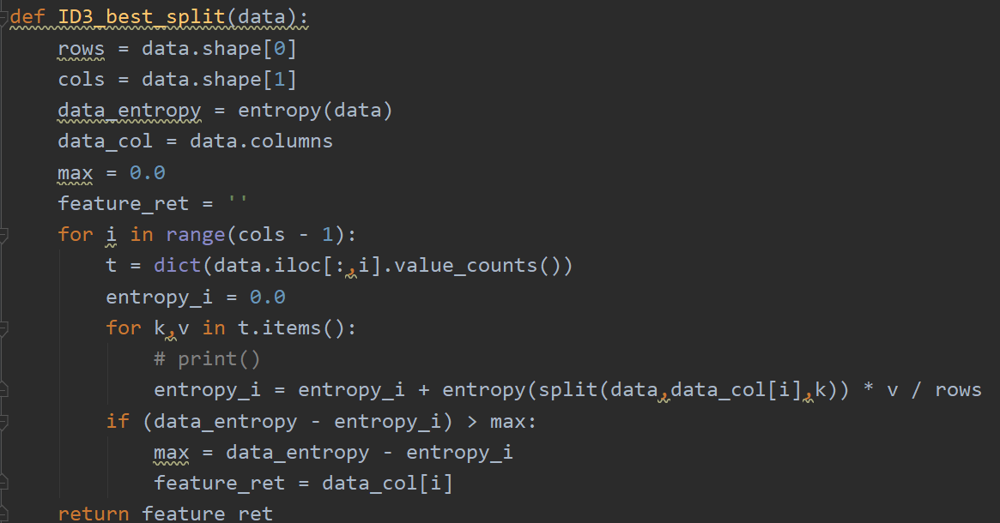 def ID3_best_split(data):
    rows = data.shape[0]
    cols = data.shape[1]
    data_entropy = entropy(data)
    data_col = data.columns
    max = 0.0
    feature_ret = ''
    for i in range(cols - 1):
        t = dict(data.iloc[:,i].value_counts())
        entropy_i = 0.0
        for k,v in t.items():
            # print()
            entropy_i = entropy_i + entropy(split(data,data_col[i],k)) * v / rows
        if (data_entropy - entropy_i) > max:
            max = data_entropy - entropy_i
            feature_ret = data_col[i]
    return feature_ret